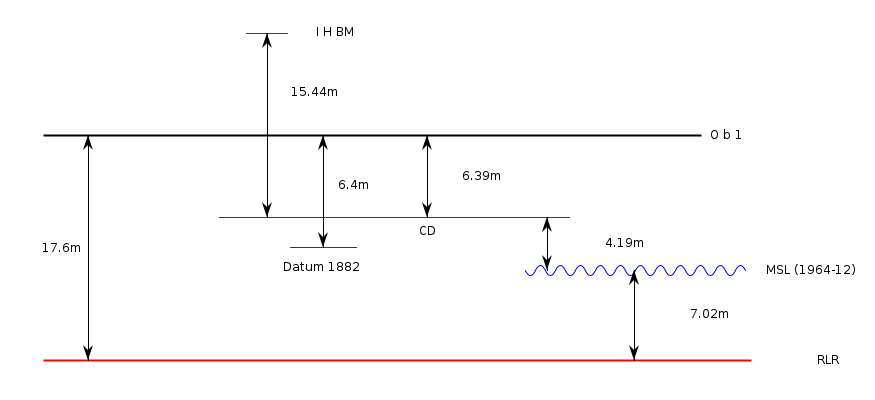 I H BM
15.44m
O b 1
6.4m
6.39m
CD
17.6m
4.19m
Datum 1882
MSL (1964-12)
7.02m
RLR